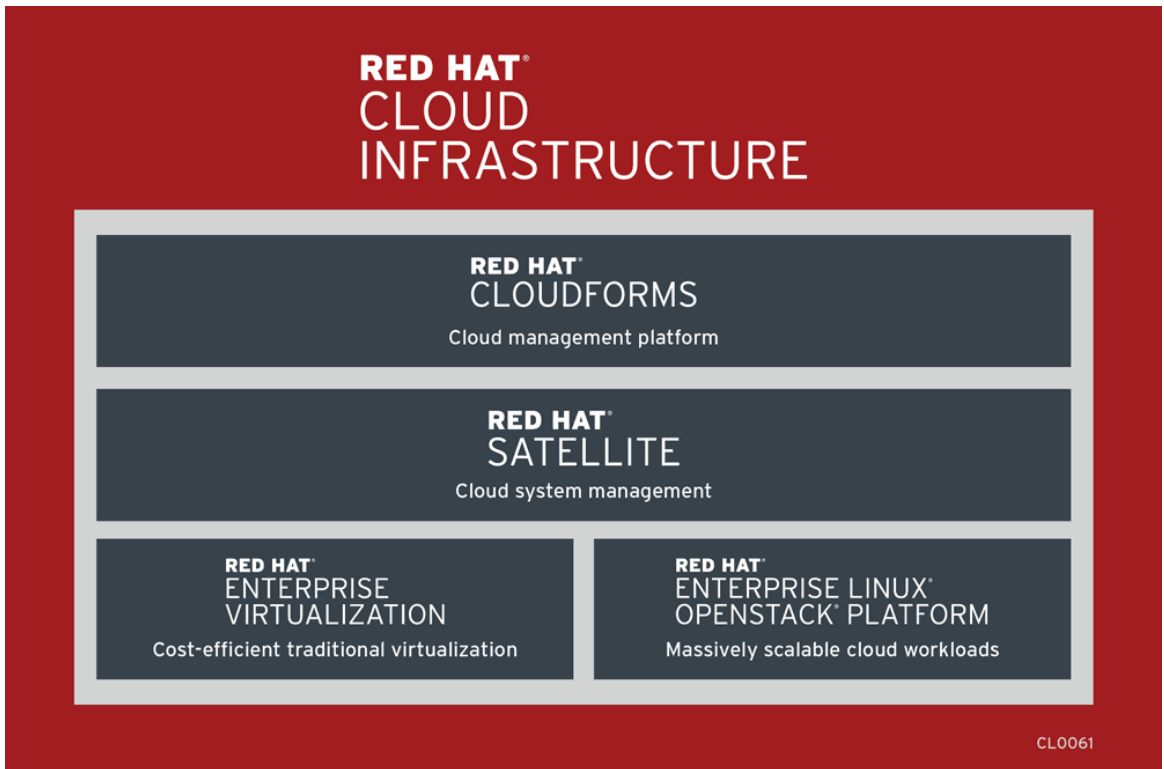 RED HAT®
CLOUD
INFRASTRUCTURE
RED HAT®
CLOUDFORMS
Cloud management platform
RED HAT®
SATELLITE
Cloud system management
RED HAT®
ENTERPRISE
VIRTUALIZATION
Cost-efficient traditional virtualization
RED HAT®
ENTERPRISE LINUX®
OPENSTACK® PLATFORM
Massively scalable cloud workloads
CL0061